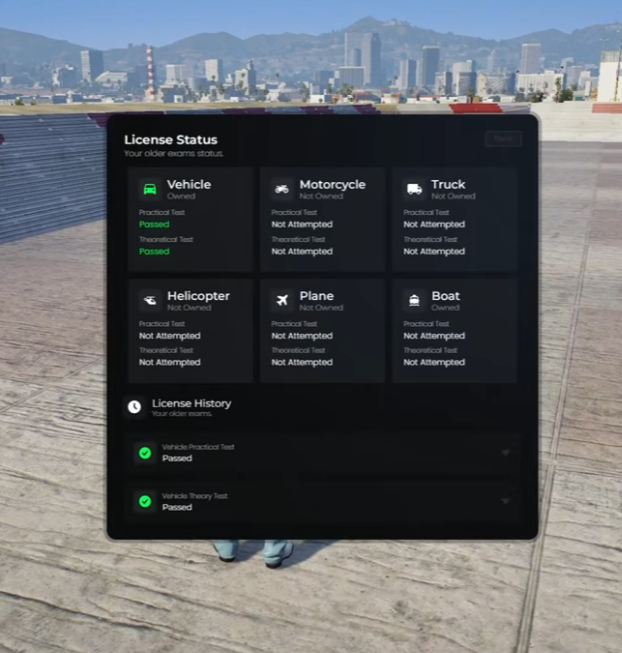 License Status
Your older exams status.
Vehicle
Owned
Practical Test
Passed
Theoretical Test
Passed
Motorcycle
Not Owned
Practical Test
Not Attempted
Theoretical Test
Not Attempted
Truck
Not Owned
Practical Test
Not Attempted
Theoretical Test
Not Attempted
Helicopter
Not Owned
Practical Test
Not Attempted
Theoretical Test
Not Attempted
Plane
Not Owned
Practical Test
Not Attempted
Theoretical Test
Not Attempted
Boat
Owned
Practical Test
Not Attempted
Theoretical Test
Not Attempted
License History
Your older exams.
Vehicle Practical Test
Passed
Vehicle Theory Test
Passed